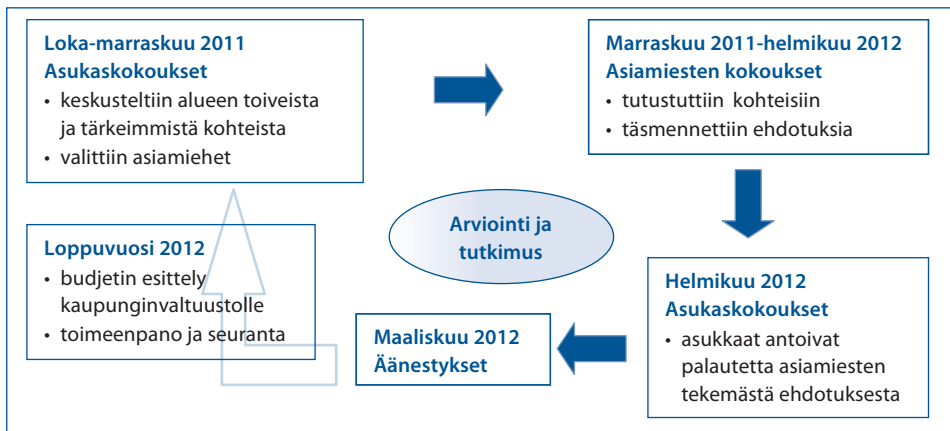 Loka-marraskuu 2011
Asukaskokoukset
• keskusteltiin alueen toiveista
ja tärkeimmistä kohteista
• valittiin asiamiehet
Marraskuu 2011-helmikuu 2012
Asiamiesten kokoukset
• tutustuttiin kohteisiin
• täsmennettiin ehdotuksia
Helmikuu 2012
Asukaskokoukset
• asukkaat antoivat
palautetta asiamiesten
tekemästä ehdotuksesta
Maaliskuu 2012
Äänestykset
Loppuvuosi 2012
• budjetin esittely
kaupunginvaltuustolle
• toimeenpano ja seuranta
Arviointi ja
tutkimus